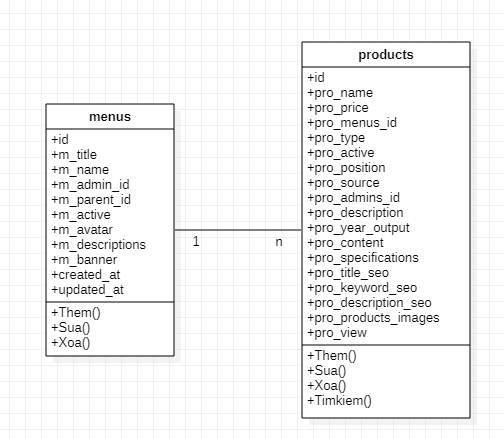 menus
+id
+m_title
+m_name
+m_admin_id
+m_parent_id
+m_active
+m_avatar
+m_descriptions
+m_banner
+created_at
+updated_at
+Them()
+Sua()
+Xoa()
1
n
products
+id
+pro_name
+pro_price
+pro_menus_id
+pro_type
+pro_active
+pro_position
+pro_source
+pro_admins_id
+pro_description
+pro_year_output
+pro_content
+pro_specifications
+pro_title_seo
+pro_keyword_seo
+pro_description_seo
+pro_products_images
+pro_view
+Them()
+Sua()
+Xoa()
+Timkiem()